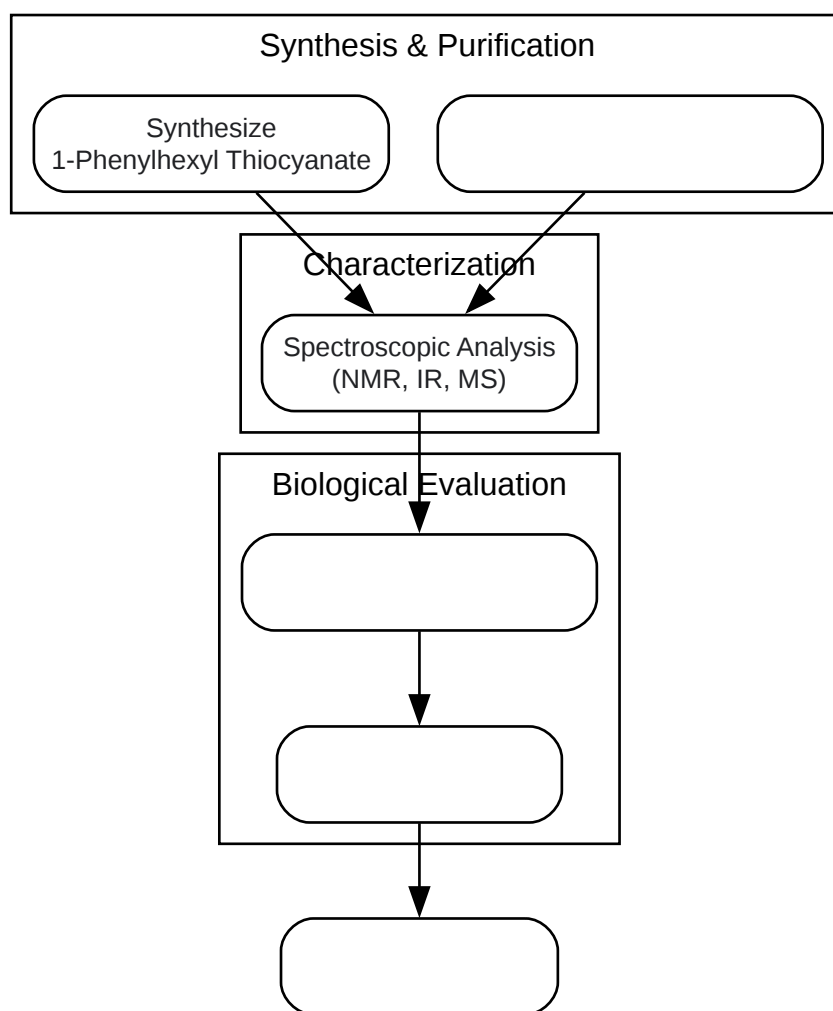 Synthesis & Purification
Synthesize
1-Phenylhexyl Thiocyanate
Characterization
Spectroscopic Analysis
(NMR, IR, MS)
Biological Evaluation